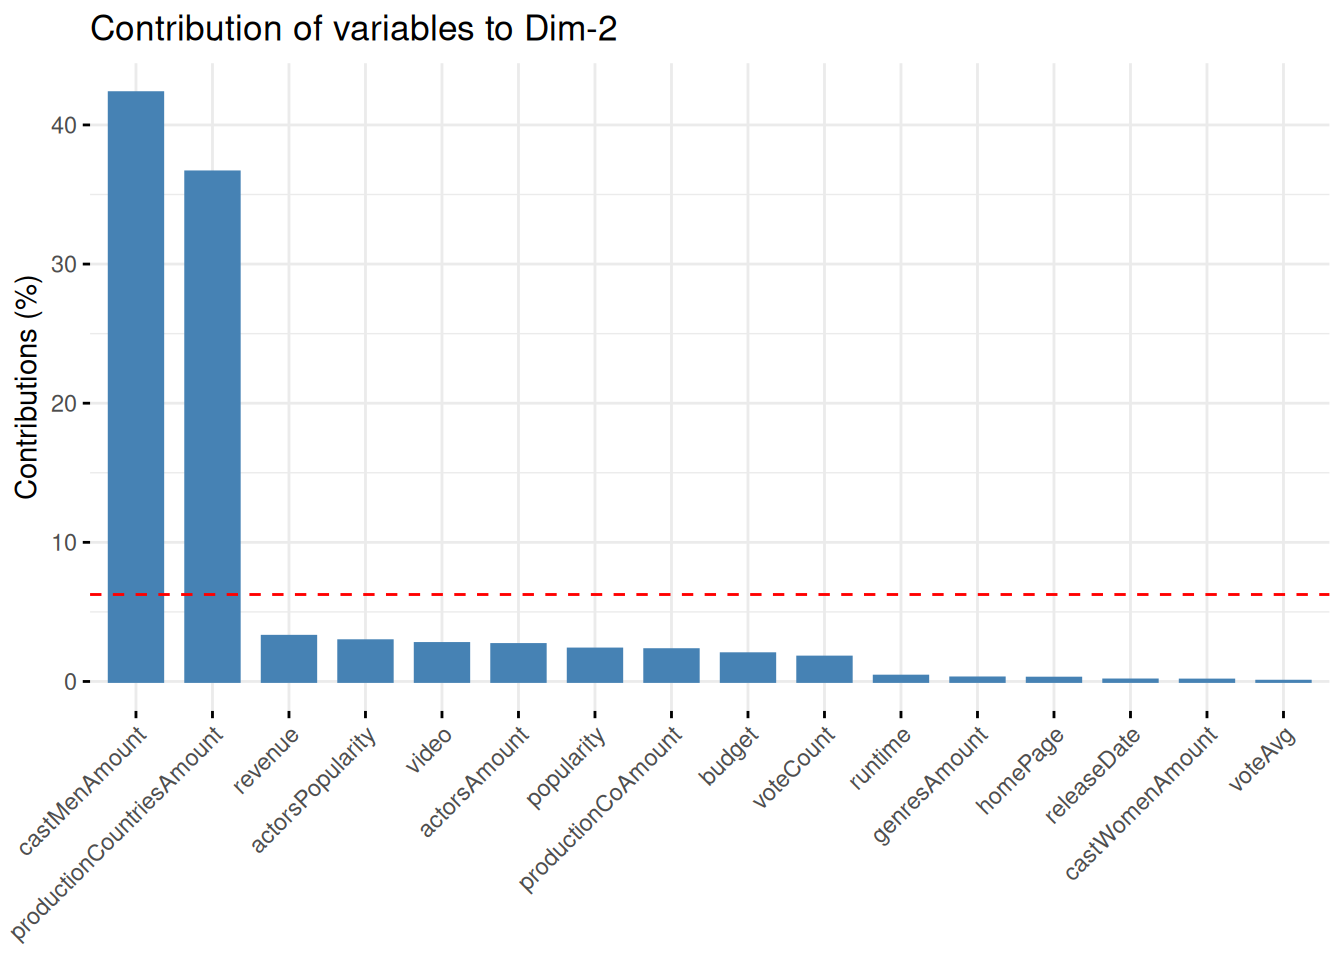 Contribution of variables to Dim-2
Contributions (%)
40
30
20
10
0
castMenAmount
productionCountriesAmount
revenue
actorsPopularity
video
actorsAmount
popularity
productionCoAmount
budget
voteCount
runtime
genresAmount
homePage
releaseDate
castWomenAmount
voteAvg